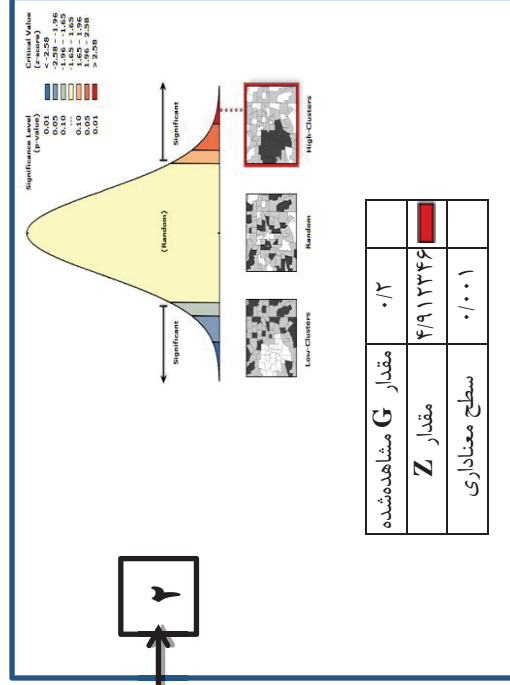 Significance Level (p-value) Critical Value (z-score)
0.01 < -2.58
0.05 -2.58 – -1.96
0.10 -1.96 – -1.65
--- -1.65 – 1.65
0.10 1.65 – 1.96
0.05 1.96 – 2.58
0.01 > 2.58
(Random)
Significant Significant
Low-Clusters Random High-Clusters
۲
مقدار G مشاهده‌شده ۰/۲
مقدار Z ۴/۹۱۲۳۴۶
سطح معناداری ۰/۰۰۱